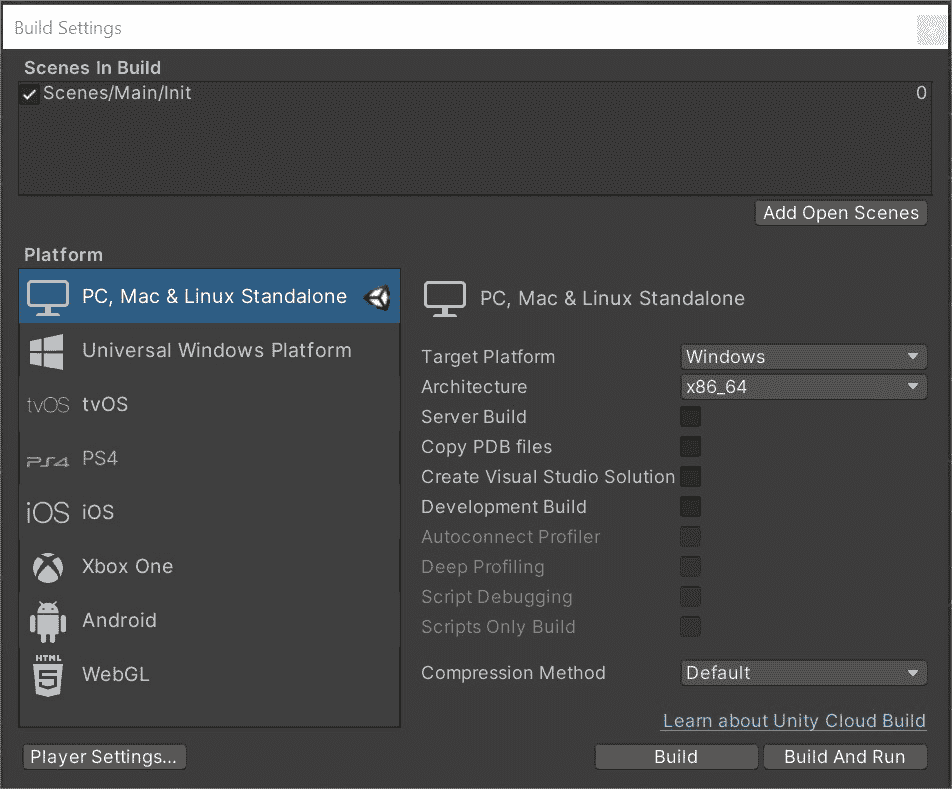 Build Settings
Scenes In Build
Scenes/Main/Init 0
Add Open Scenes
Platform
PC, Mac & Linux Standalone
Universal Windows Platform
tvOS tvOS
PS4 PS4
iOS iOS
Xbox One
Android
HTML
5
WebGL
PC, Mac & Linux Standalone
Target Platform Windows
Architecture x86_64
Server Build
Copy PDB files
Create Visual Studio Solution
Development Build
Autoconnect Profiler
Deep Profiling
Script Debugging
Scripts Only Build
Compression Method Default
Learn about Unity Cloud Build
Player Settings... Build Build And Run